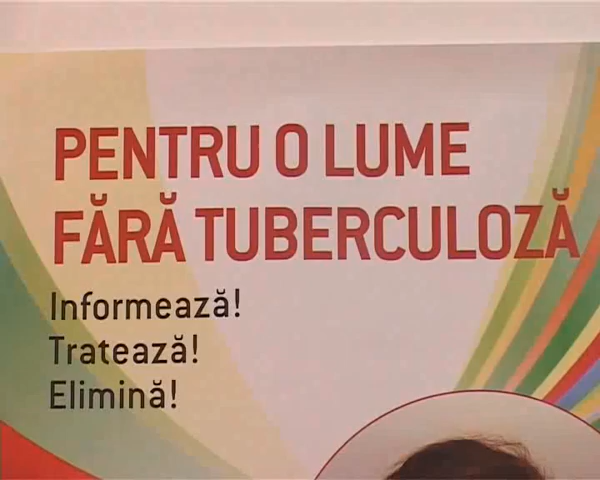 PENTRU O LUME
FĂRĂ TUBERCULOZĂ
Informează!
Tratează!
Elimină!